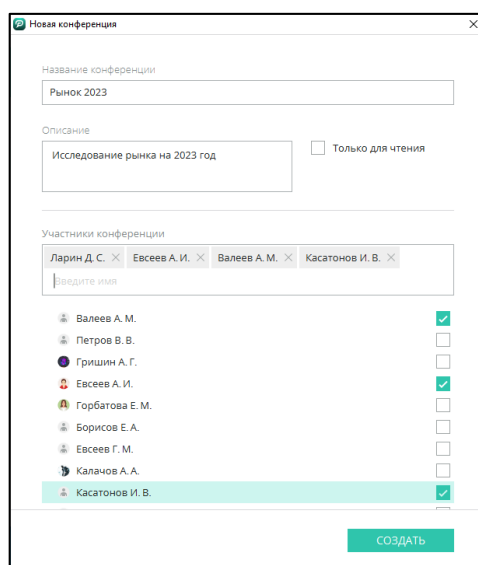 Новая конференция
Название конференции
Рынок 2023
Описание
Исследование рынка на 2023 год
Только для чтения
Участники конференции
Ларин Д. С. Евсеев А. И. Валеев А. М. Касатонов И. В.
Введите имя
Валеев А. М.
Петров В. В.
Гришин А. Г.
Евсеев А. И.
Горбатова Е. М.
Борисов Е. А.
Евсеев Г. М.
Калачов А. А.
Касатонов И. В.
СОЗДАТЬ